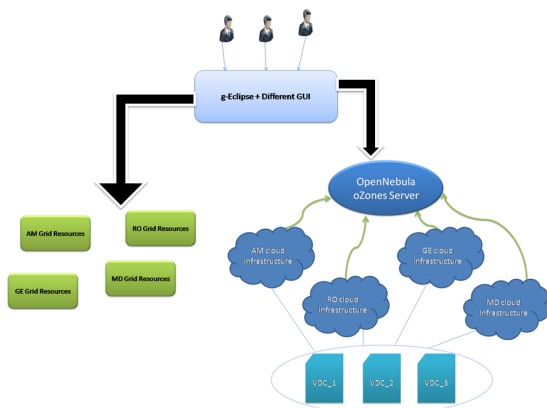 g-Eclipse + Different GUI
OpenNebula
oZones Server
AM Grid Resources
RO Grid Resources
GE Grid Resources
MD Grid Resources
AM cloud
Infrastructure
GE cloud
Infrastructure
RO cloud
Infrastructure
MD cloud
Infrastructure
VDC_1
VDC_2
VDC_3